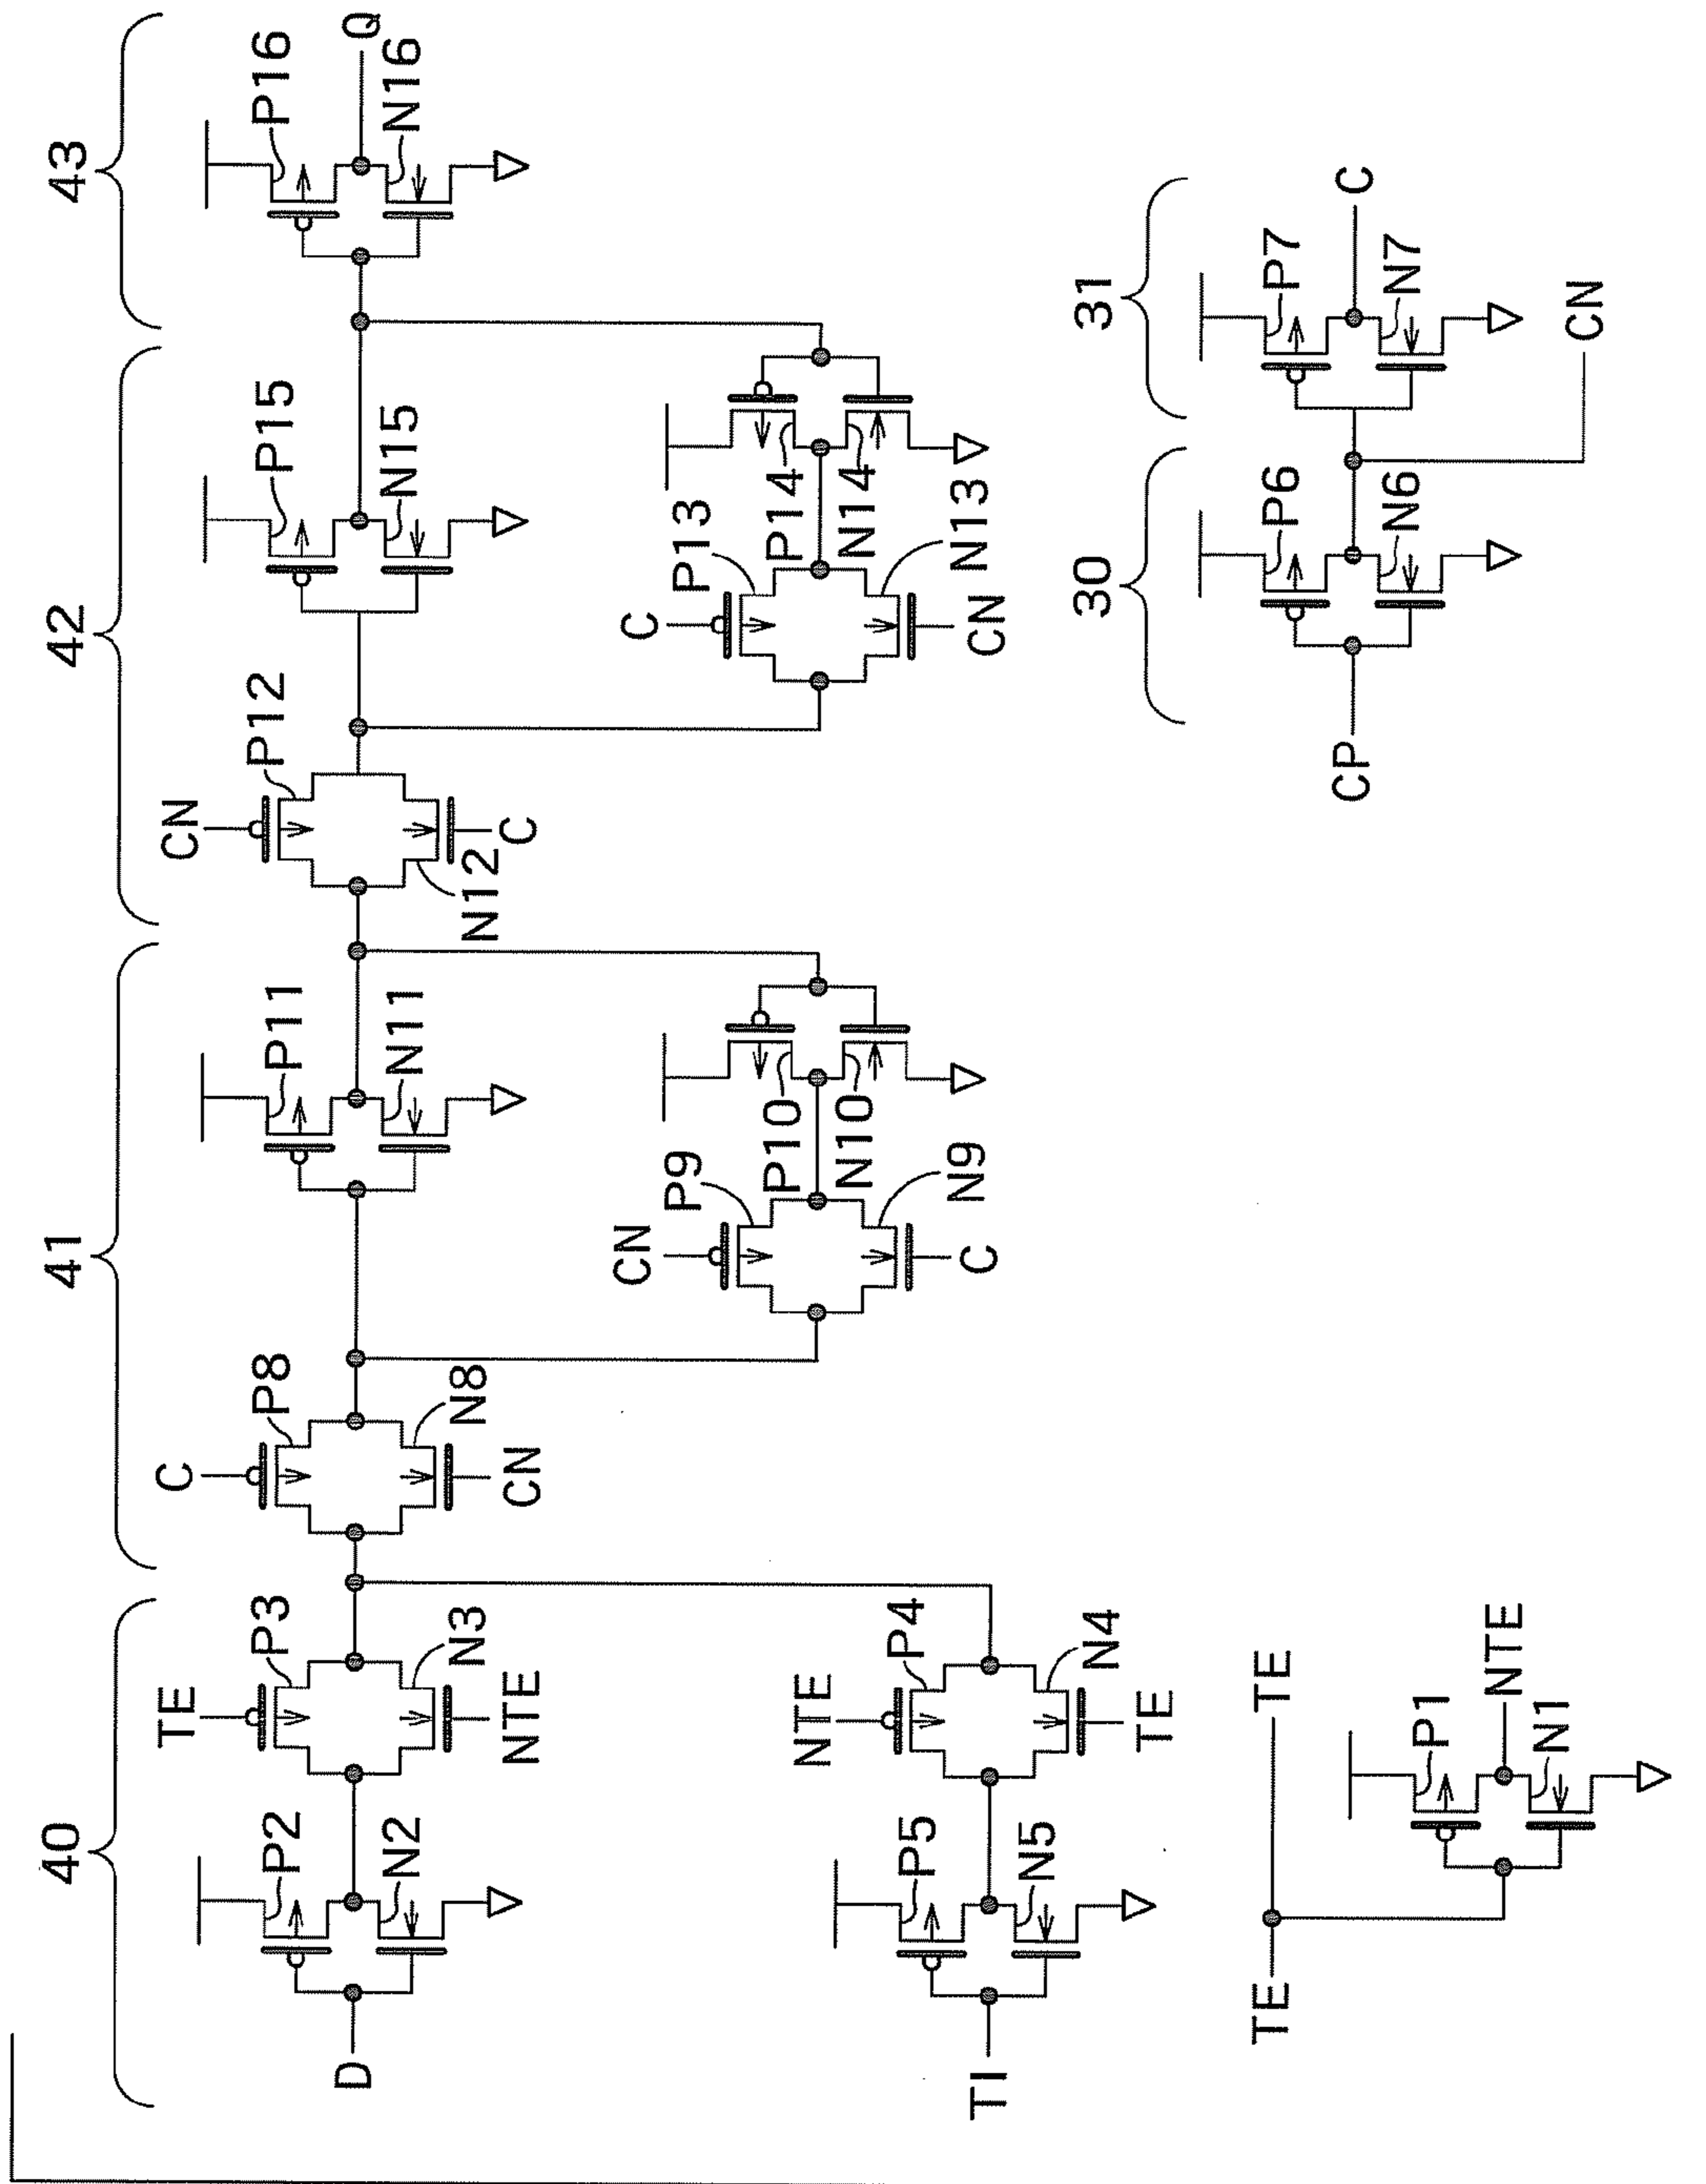 40
41
42
43
D
P2
N2
TE
P3
N3
NTE
C
P8
N8
CN
P11
N11
CN
P9
P10
N10
N9
C
CN
P12
N12
C
P15
N15
C
P13
P14
N14
N13
CN
P16
N16
Q
TI
P5
N5
NTE
P4
N4
TE
TE
TE
P1
N1
NTE
30
31
CP
P6
N6
P7
N7
C
CN